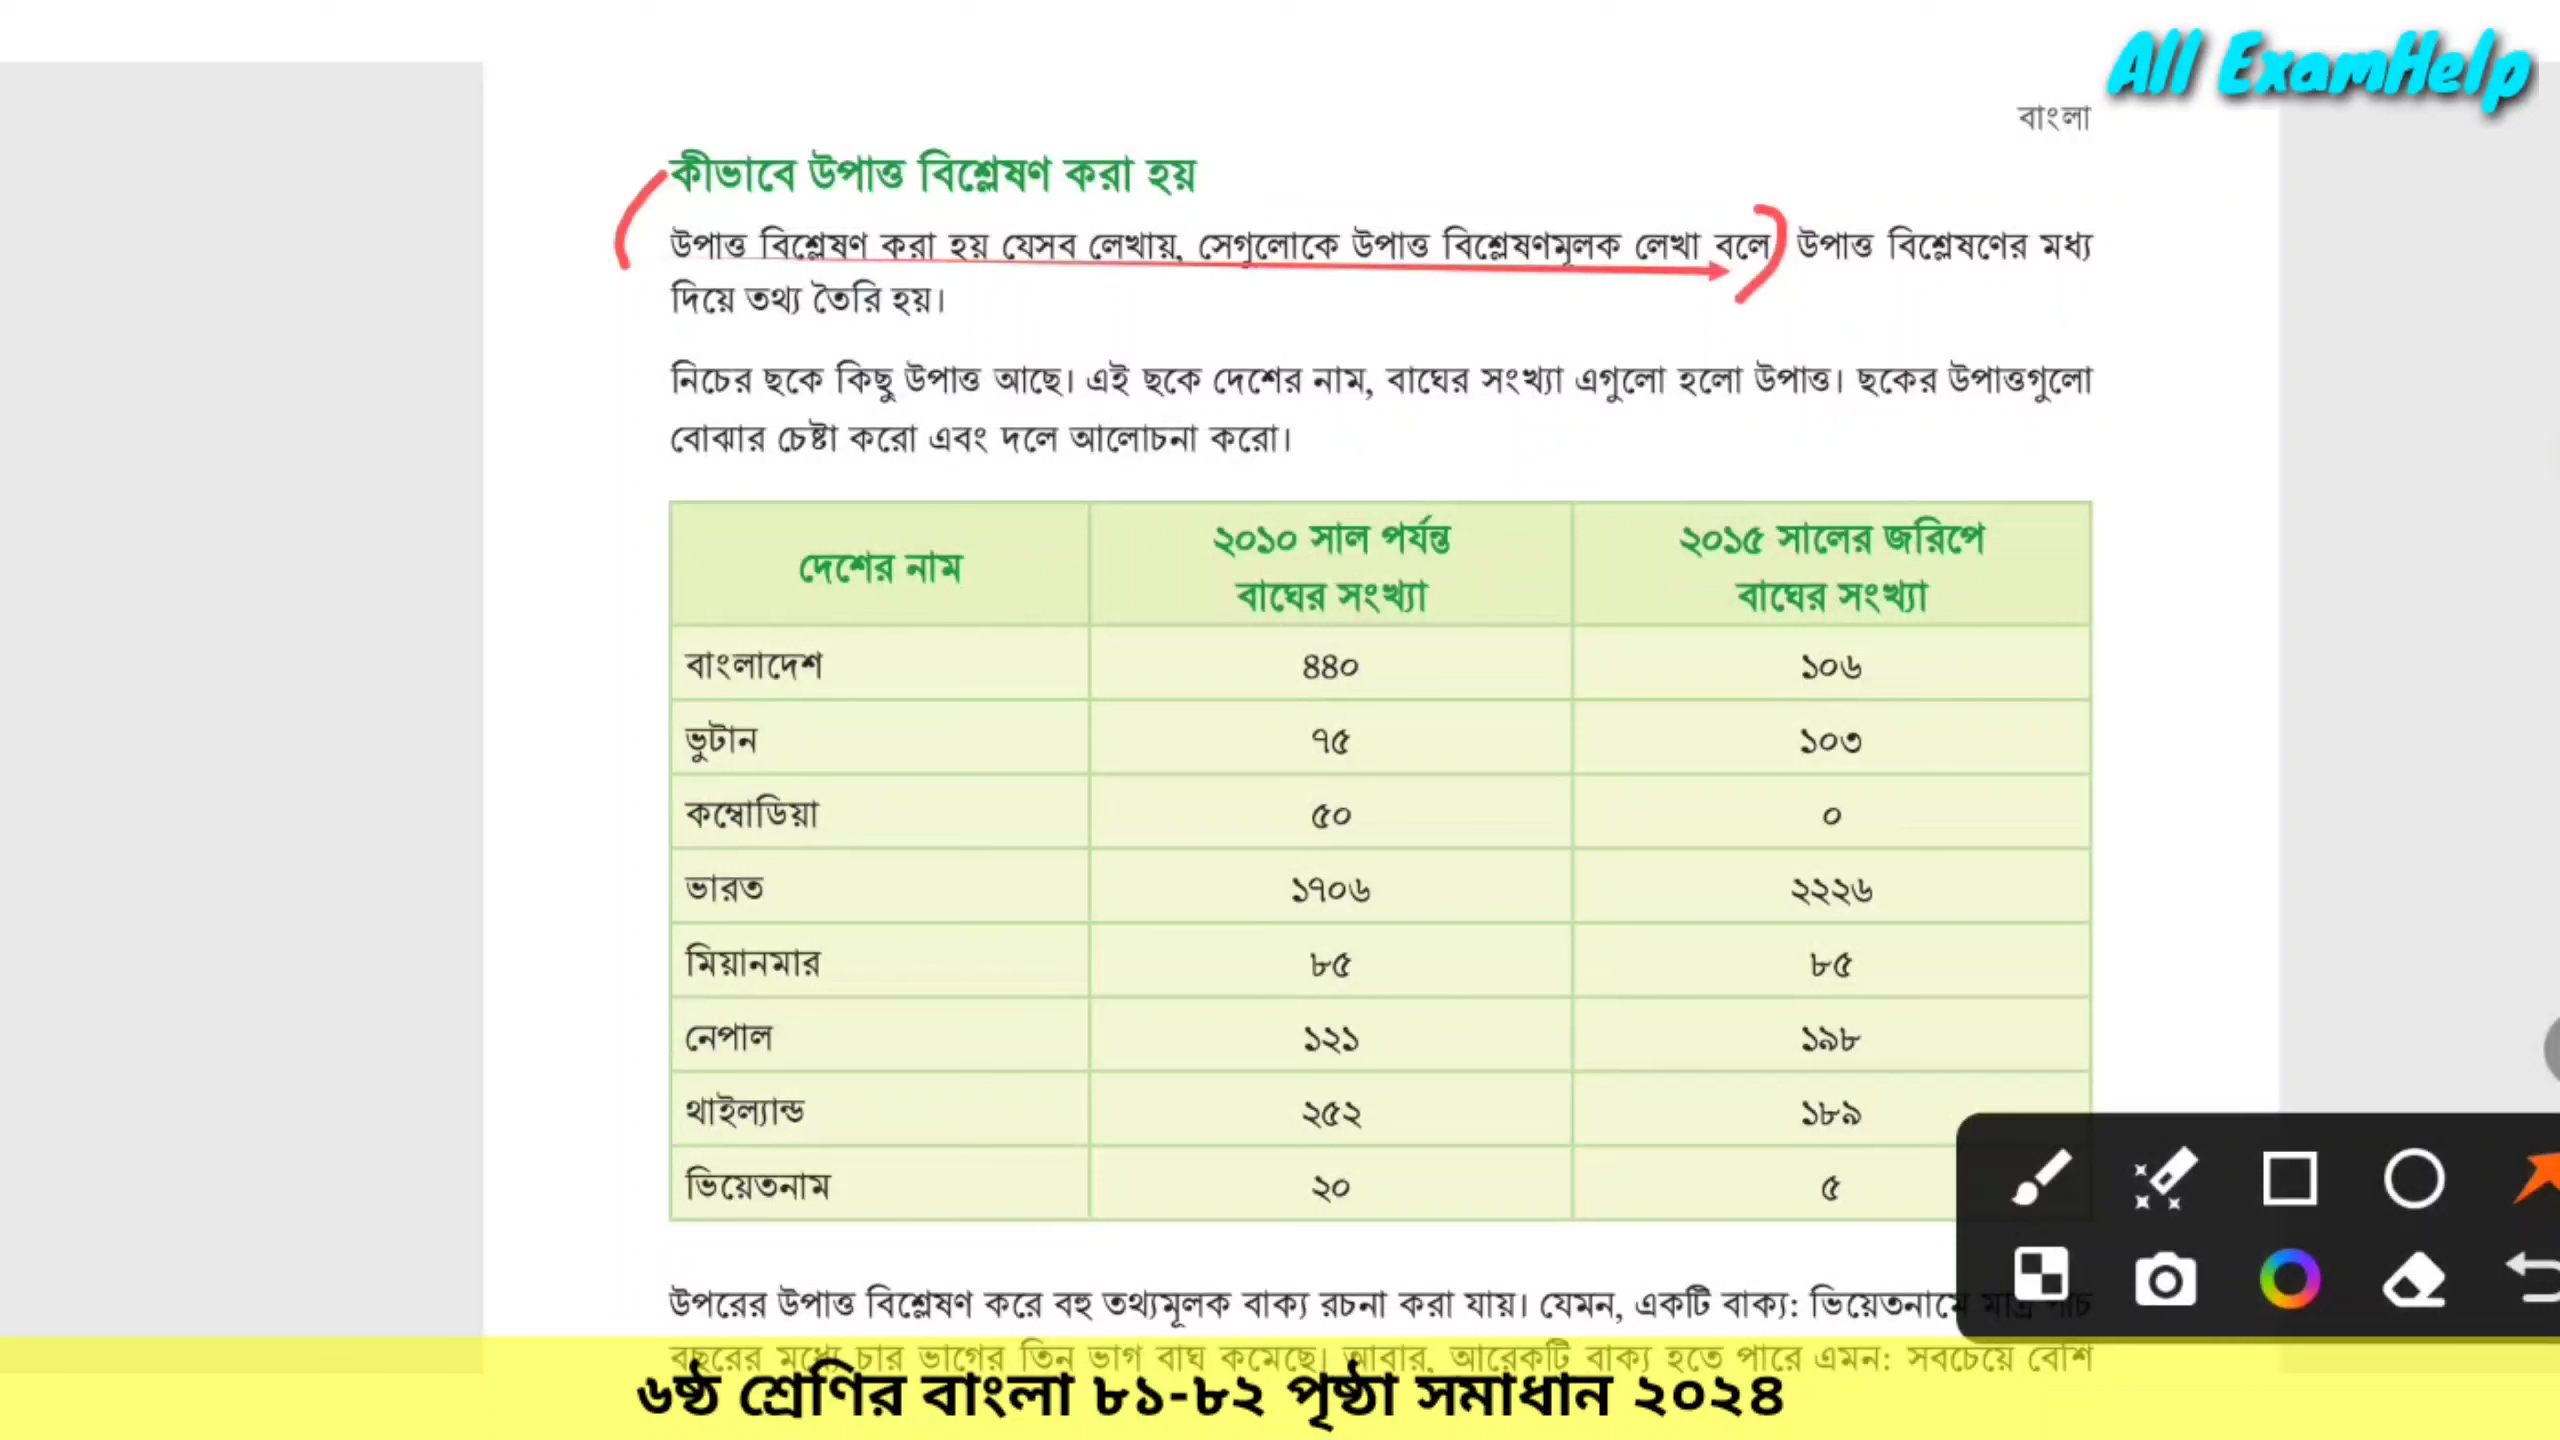 All ExamHelp
বাংলা
কীভাবে উপাত্ত বিশ্লেষণ করা হয়
উপাত্ত বিশ্লেষণ করা হয় যেসব লেখায়, সেগুলোকে উপাত্ত বিশ্লেষণমূলক লেখা বলে উপাত্ত বিশ্লেষণের মধ্য
দিয়ে তথ্য তৈরি হয়।
নিচের ছকে কিছু উপাত্ত আছে। এই ছকে দেশের নাম, বাঘের সংখ্যা এগুলো হলো উপাত্ত। ছকের উপাত্তগুলো
বোঝার চেষ্টা করো এবং দলে আলোচনা করো।
দেশের নাম ২০১০ সাল পর্যন্ত বাঘের সংখ্যা ২০১৫ সালের জরিপে বাঘের সংখ্যা
বাংলাদেশ ৪৪০ ১০৬
ভুটান ৭৫ ১০৩
কম্বোডিয়া ৫০ ০
ভারত ১৭০৬ ২২২৬
মিয়ানমার ৮৫ ৮৫
নেপাল ১২১ ১৯৮
থাইল্যান্ড ২৫২ ১৮৯
ভিয়েতনাম ২০ ৫
উপরের উপাত্ত বিশ্লেষণ করে বহু তথ্যমূলক বাক্য রচনা করা যায়। যেমন, একটি বাক্য: ভিয়েতনামে মাত্র পাঁচ
বছরের মধ্যে চার ভাগের তিন ভাগ বাঘ কমেছে। আবার, আরেকটি বাক্য হতে পারে এমন: সবচেয়ে বেশি
৬ষ্ঠ শ্রেণির বাংলা ৮১-৮২ পৃষ্ঠা সমাধান ২০২৪